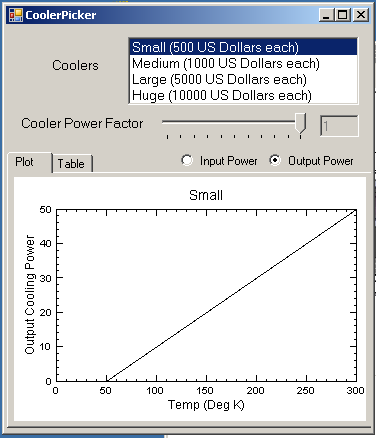 CoolerPicker
Coolers
Small (500 US Dollars each)
Medium (1000 US Dollars each)
Large (5000 US Dollars each)
Huge (10000 US Dollars each)
Cooler Power Factor
1
Plot Table Input Power Output Power
Small
50
40
30
20
10
0
Output Cooling Power
0 50 100 150 200 250 300
Temp (Deg K)